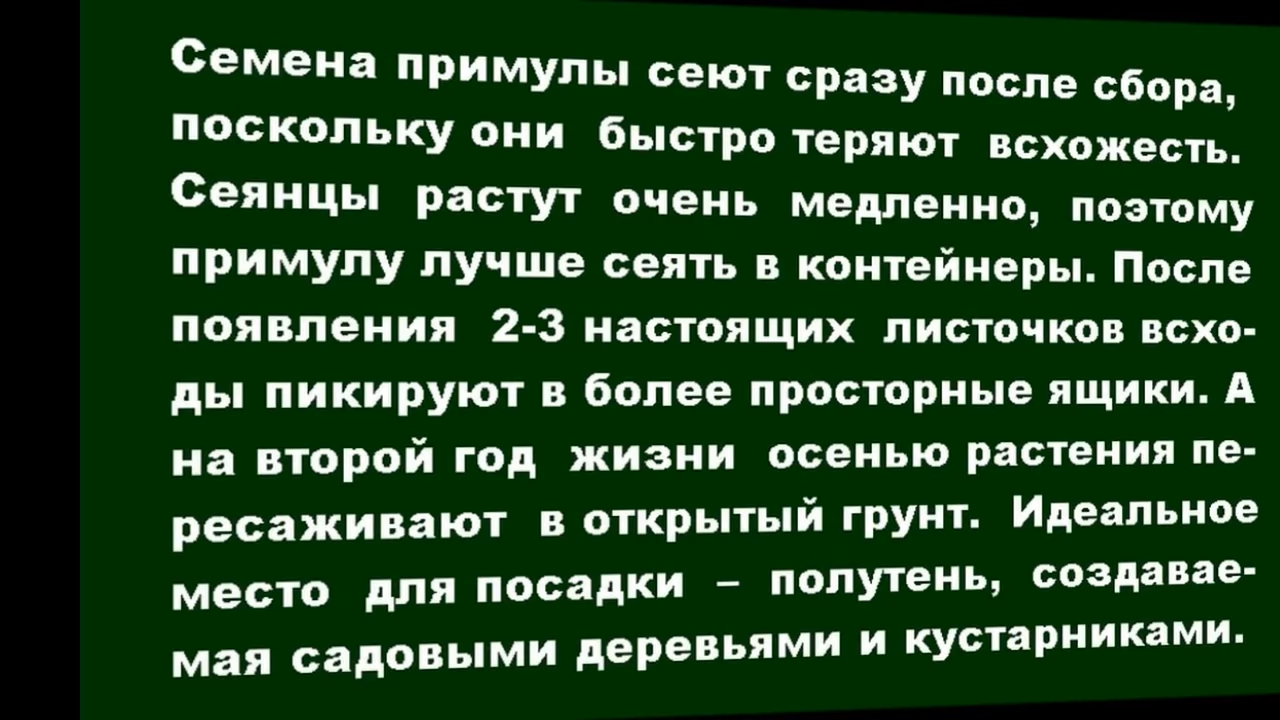 Семена примулы сеют сразу после сбора,
поскольку они быстро теряют всхожесть.
Сеянцы растут очень медленно, поэтому
примулу лучше сеять в контейнеры. После
появления 2-3 настоящих листочков всхо-
ды пикируют в более просторные ящики. А
на второй год жизни осенью растения пе-
ресаживают в открытый грунт. Идеальное
место для посадки – полутень, создавае-
мая садовыми деревьями и кустарниками.